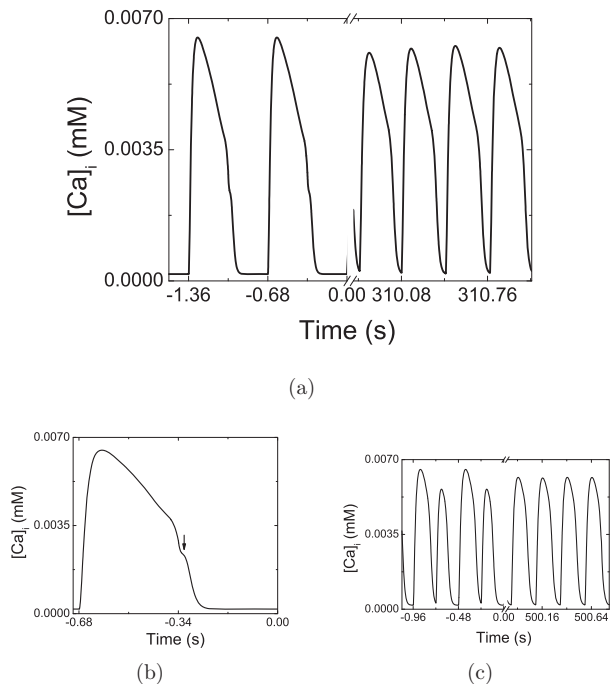 0.0070
0.0035
0.0000
[Ca]i (mM)
-1.36 -0.68 0.00 310.08 310.76
Time (s)
(a)
0.0070
0.0035
0.0000
[Ca]i (mM)
-0.68 -0.34 0.00
Time (s)
(b)
0.0070
0.0035
0.0000
[Ca]i (mM)
-0.96 -0.48 0.00 500.16 500.64
Time (s)
(c)